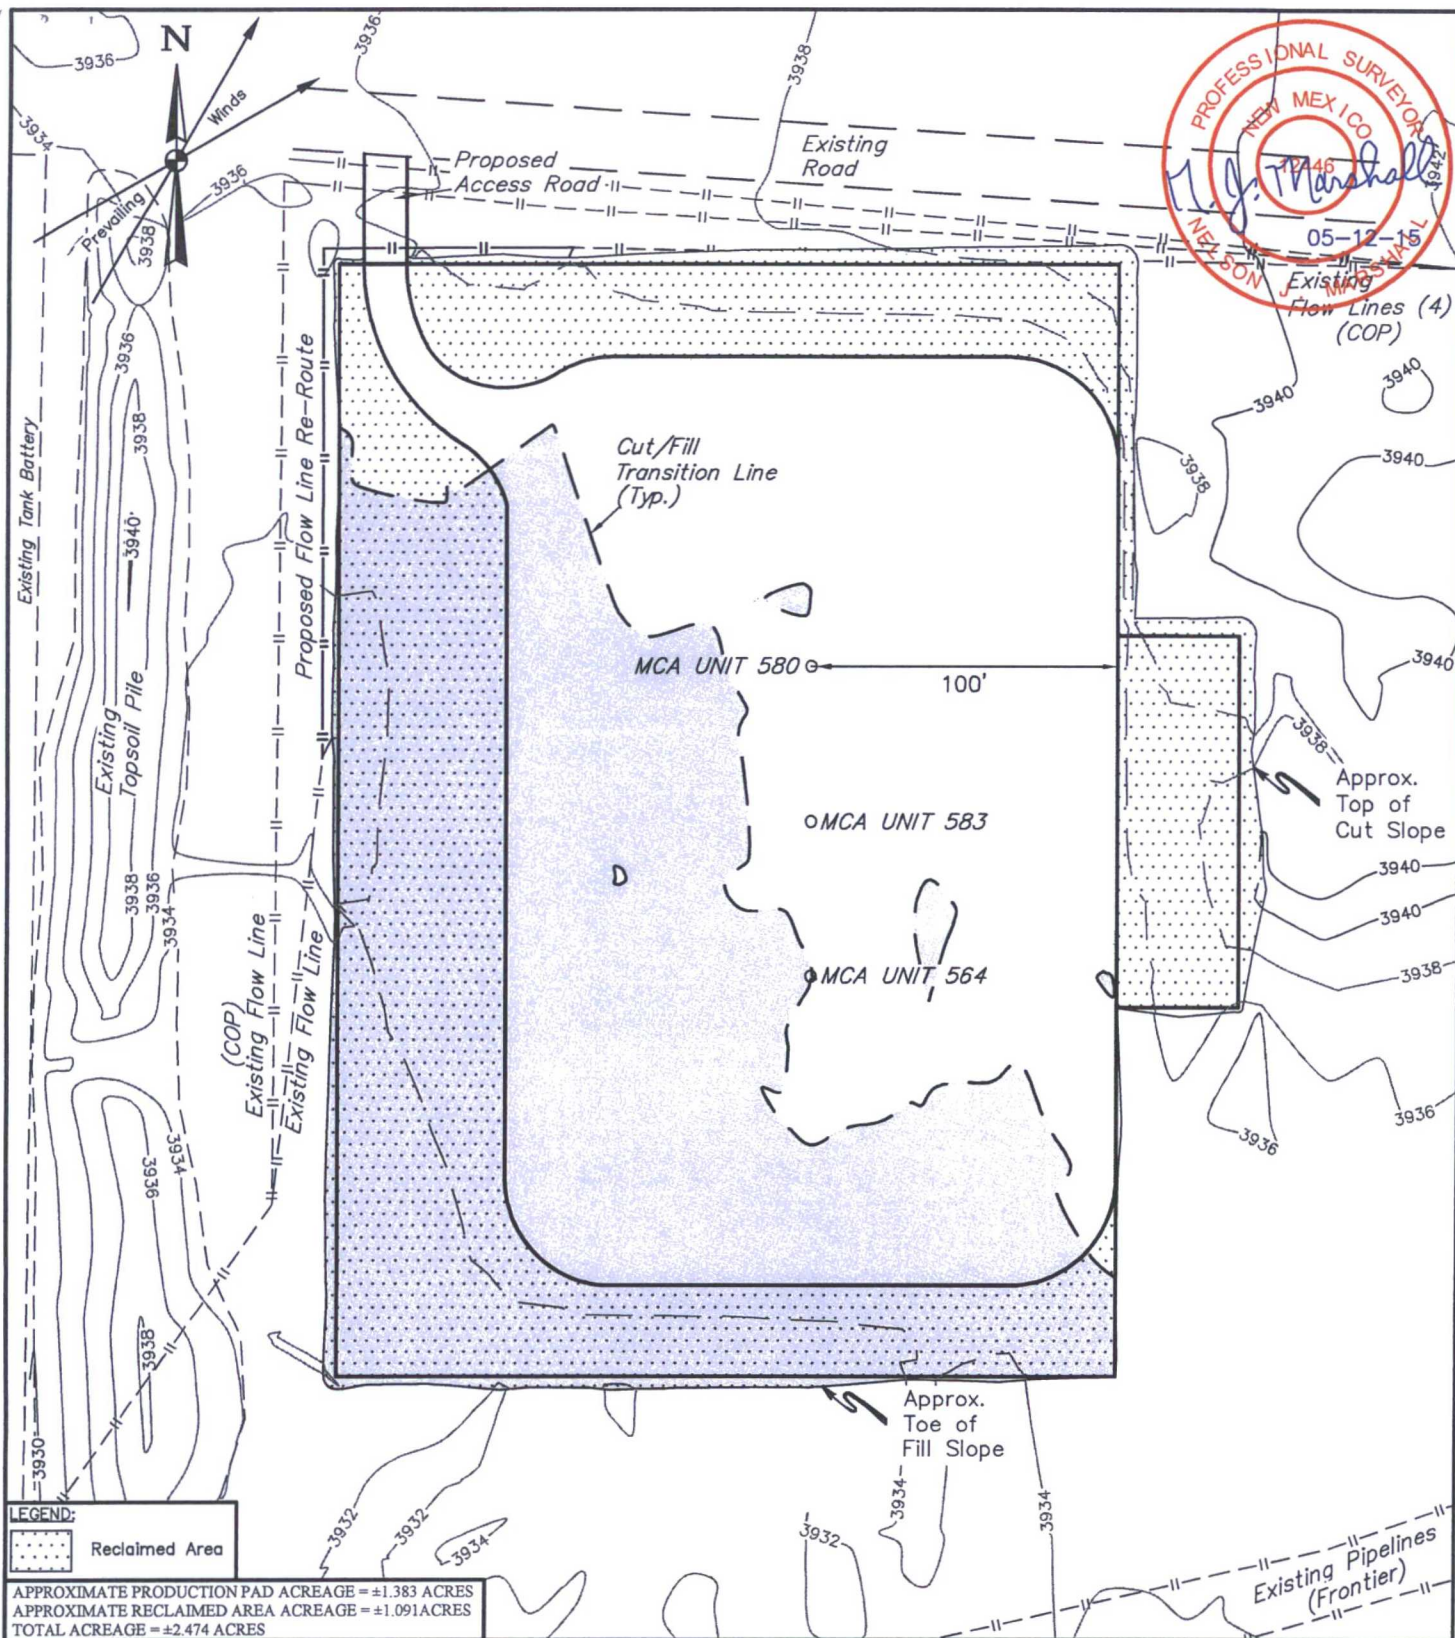 3936
N
Winds
Prevailing
3934
3936
3938
3936
3938
Proposed
Access Road
Existing
Road
PROFESSIONAL SURVEYOR
NEW MEXICO
12446
N. J. Marshall
05-12-15
NELSON J. MARSHALL
3942
Existing
Flow Lines (4)
(COP)
3940
3940
3940
3938
3940
3938
3936
3938
3940
Existing Tank Battery
Existing
Topsoil Pile
3938
3936
3934
Proposed Flow Line Re-Route
Cut/Fill
Transition Line
(Typ.)
MCA UNIT 580
100'
MCA UNIT 583
MCA UNIT 564
Approx.
Top of
Cut Slope
3940
3940
3938
3936
3936
(COP)
Existing Flow Line
Existing Flow Line
3934
3936
3938
3930
Approx.
Toe of
Fill Slope
3932
3932
3934
3932
3934
3934
Existing Pipelines
(Frontier)
LEGEND:
Reclaimed Area
APPROXIMATE PRODUCTION PAD ACREAGE = ±1.383 ACRES
APPROXIMATE RECLAIMED AREA ACREAGE = ±1.091ACRES
TOTAL ACREAGE = ±2.474 ACRES